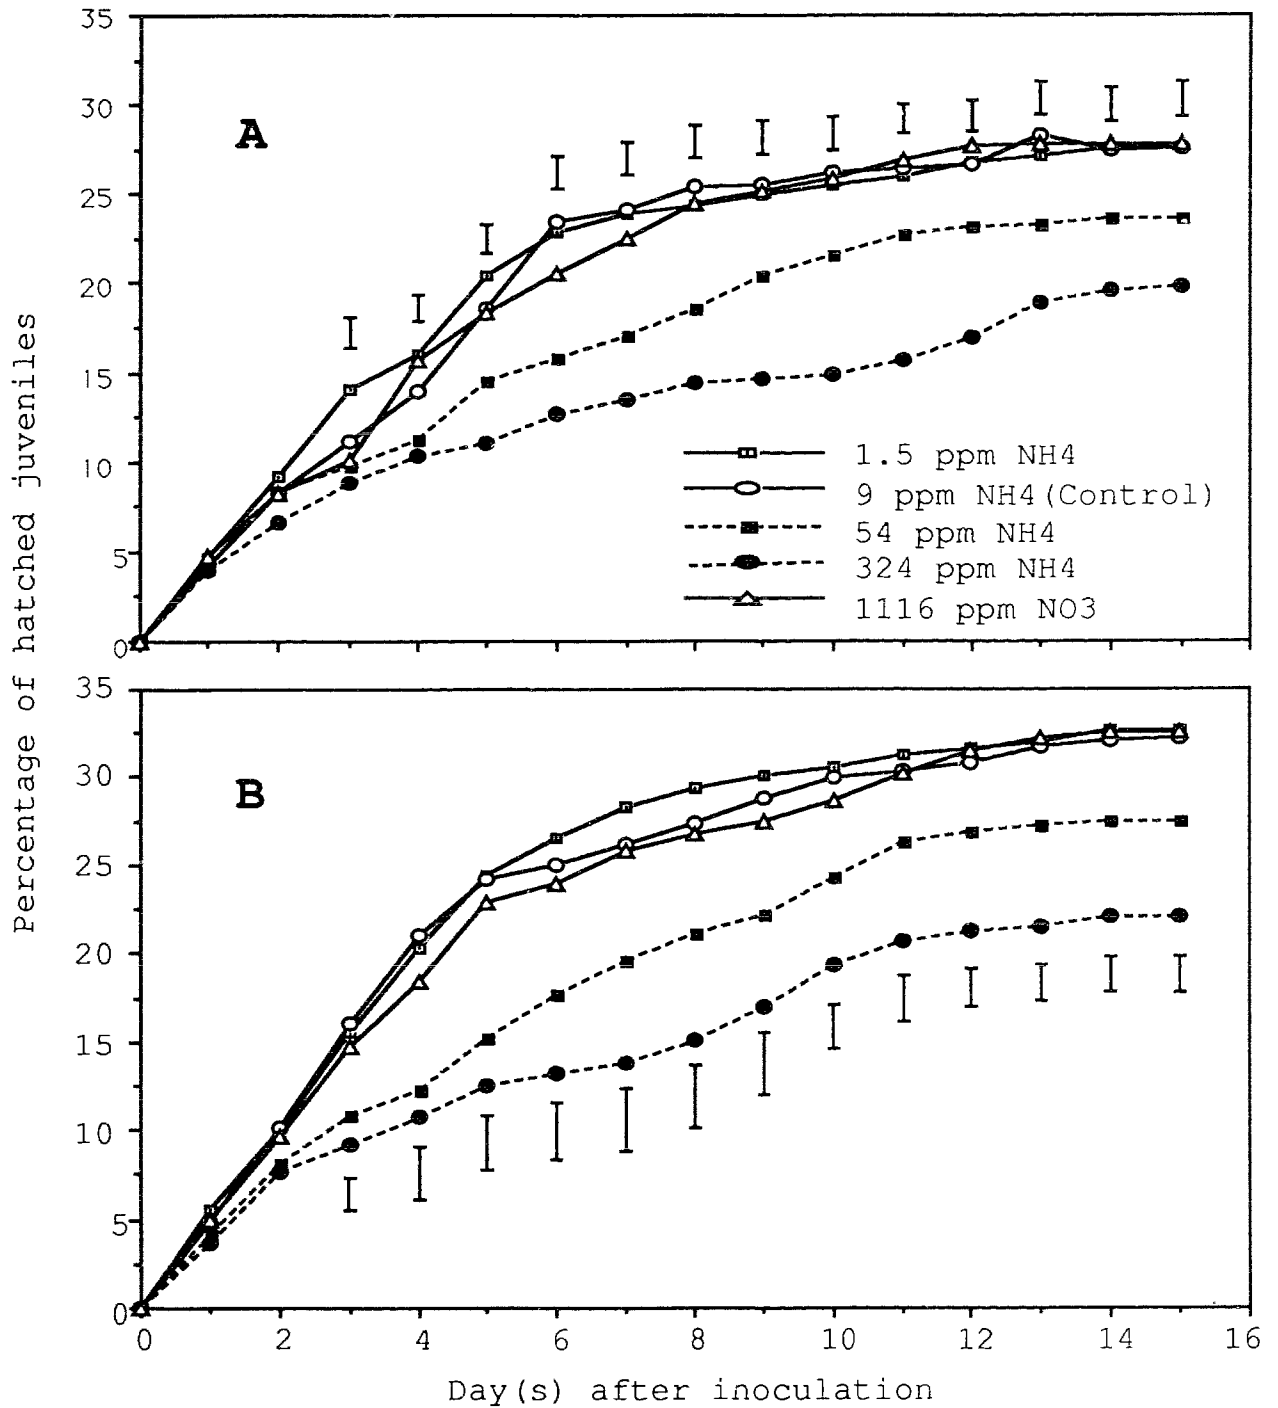 35
30
25
20
15
10
5
0
A
1.5 ppm NH4
9 ppm NH4(Control)
54 ppm NH4
324 ppm NH4
1116 ppm NO3
Percentage of hatched juveniles
35
30
25
20
15
10
5
0
B
0 2 4 6 8 10 12 14 16
Day(s) after inoculation